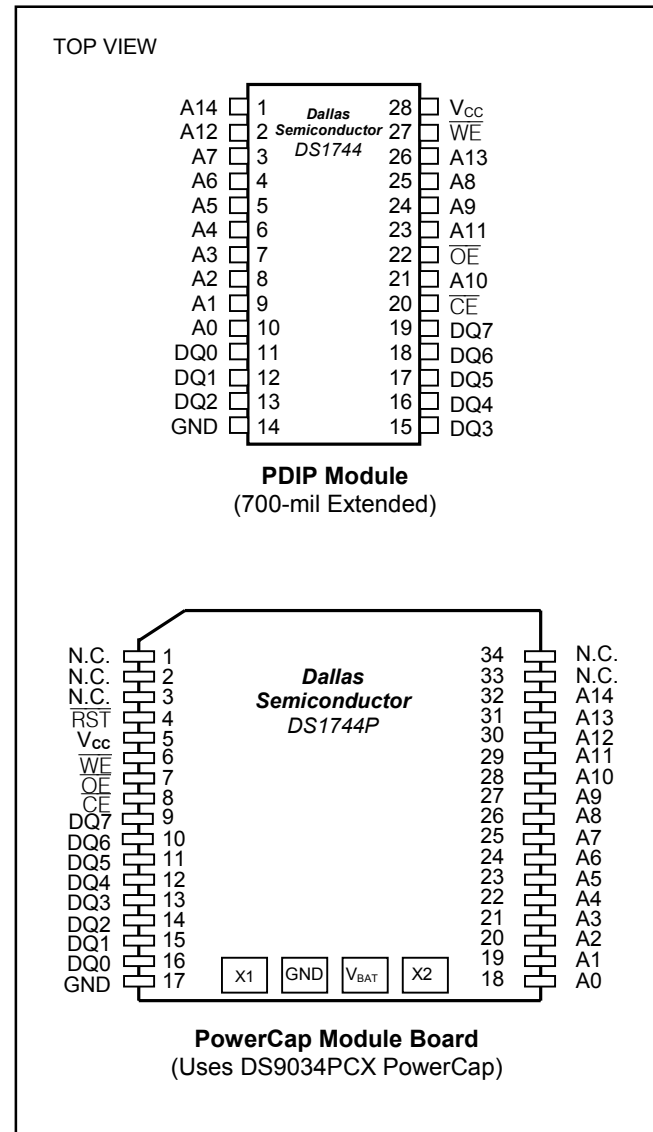 TOP VIEW
A14 1 Dallas 28 VCC
A12 2 Semiconductor 27 WE
A7 3 DS1744 26 A13
A6 4 25 A8
A5 5 24 A9
A4 6 23 A11
A3 7 22 OE
A2 8 21 A10
A1 9 20 CE
A0 10 19 DQ7
DQ0 11 18 DQ6
DQ1 12 17 DQ5
DQ2 13 16 DQ4
GND 14 15 DQ3
PDIP Module
(700-mil Extended)
N.C. 1 34 N.C.
N.C. 2 Dallas 33 N.C.
N.C. 3 Semiconductor 32 A14
RST 4 DS1744P 31 A13
VCC 5 30 A12
WE 6 29 A11
OE 7 28 A10
CE 8 27 A9
DQ7 9 26 A8
DQ6 10 25 A7
DQ5 11 24 A6
DQ4 12 23 A5
DQ3 13 22 A4
DQ2 14 21 A3
DQ1 15 20 A2
DQ0 16 19 A1
GND 17 X1 GND VBAT X2 18 A0
PowerCap Module Board
(Uses DS9034PCX PowerCap)